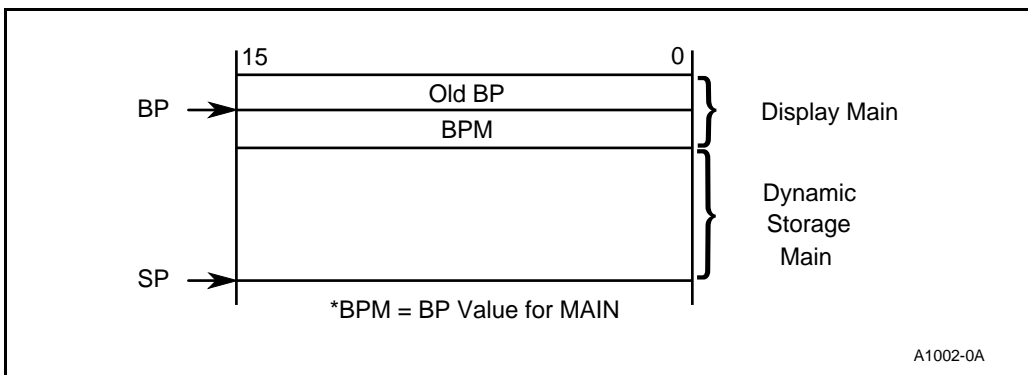 15 0
Old BP
BP
BPM
Display Main
Dynamic
Storage
Main
SP
*BPM = BP Value for MAIN
A1002-0A